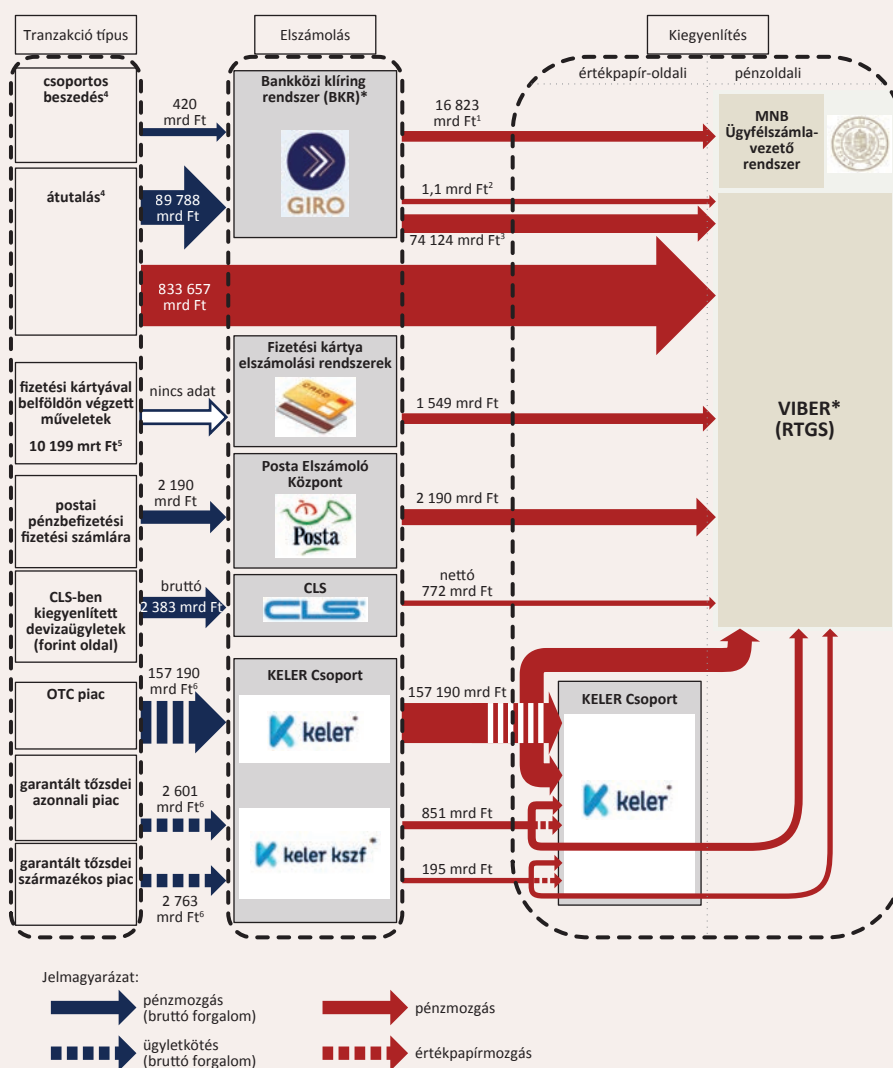 Tranzakció típus
Elszámolás
Kiegyenlítés
értékpapír-oldali
pénzoldali
csoportos
beszedés⁴
420
mrd Ft
Bankközi klíring
rendszer (BKR)*
GIRO
16 823
mrd Ft¹
MNB
Ügyfélszámla-
vezető
rendszer
átutalás⁴
89 788
mrd Ft
1,1 mrd Ft²
74 124 mrd Ft³
833 657
mrd Ft
fizetési kártyával
belföldön végzett
műveletek
10 199 mrt Ft⁵
nincs adat
Fizetési kártya
elszámolási rendszerek
CARD
1 549 mrd Ft
VIBER*
(RTGS)
postai
pénzbefizetési
fizetési számlára
2 190
mrd Ft
Posta Elszámoló
Központ
Posta
2 190 mrd Ft
CLS-ben
kiegyenlített
devizaügyletek
(forint oldal)
bruttó
2 383 mrd Ft
CLS
CLS
nettó
772 mrd Ft
OTC piac
157 190
mrd Ft⁶
KELER Csoport
keler
157 190 mrd Ft
KELER Csoport
keler
garantált tőzsdei
azonnali piac
2 601
mrd Ft⁶
keler kszf
851 mrd Ft
garantált tőzsdei
származékos piac
2 763
mrd Ft⁶
195 mrd Ft
Jelmagyarázat:
pénzmozgás
(bruttó forgalom)
pénzmozgás
ügyletkötés
(bruttó forgalom)
értékpapírmozgás